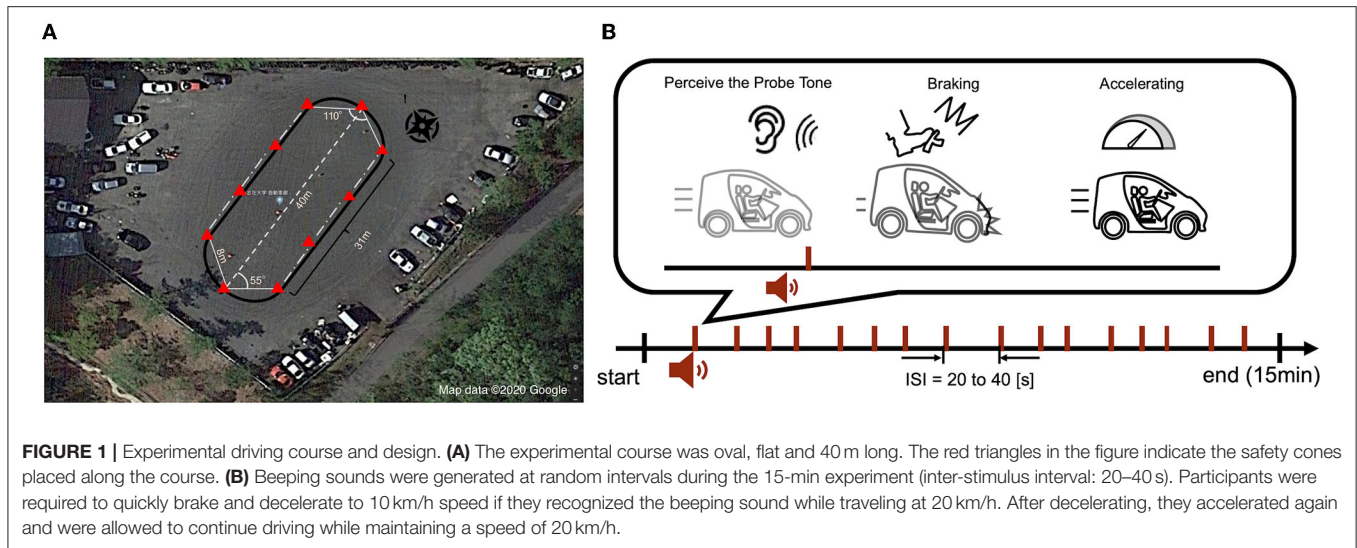 A
B
110°
40m
31m
8m
55°
Map data ©2020 Google
Perceive the Probe Tone
Braking
Accelerating
start
ISI = 20 to 40 [s]
end (15min)
FIGURE 1 | Experimental driving course and design. (A) The experimental course was oval, flat and 40 m long. The red triangles in the figure indicate the safety cones
placed along the course. (B) Beeping sounds were generated at random intervals during the 15-min experiment (inter-stimulus interval: 20–40 s). Participants were
required to quickly brake and decelerate to 10 km/h speed if they recognized the beeping sound while traveling at 20 km/h. After decelerating, they accelerated again
and were allowed to continue driving while maintaining a speed of 20 km/h.